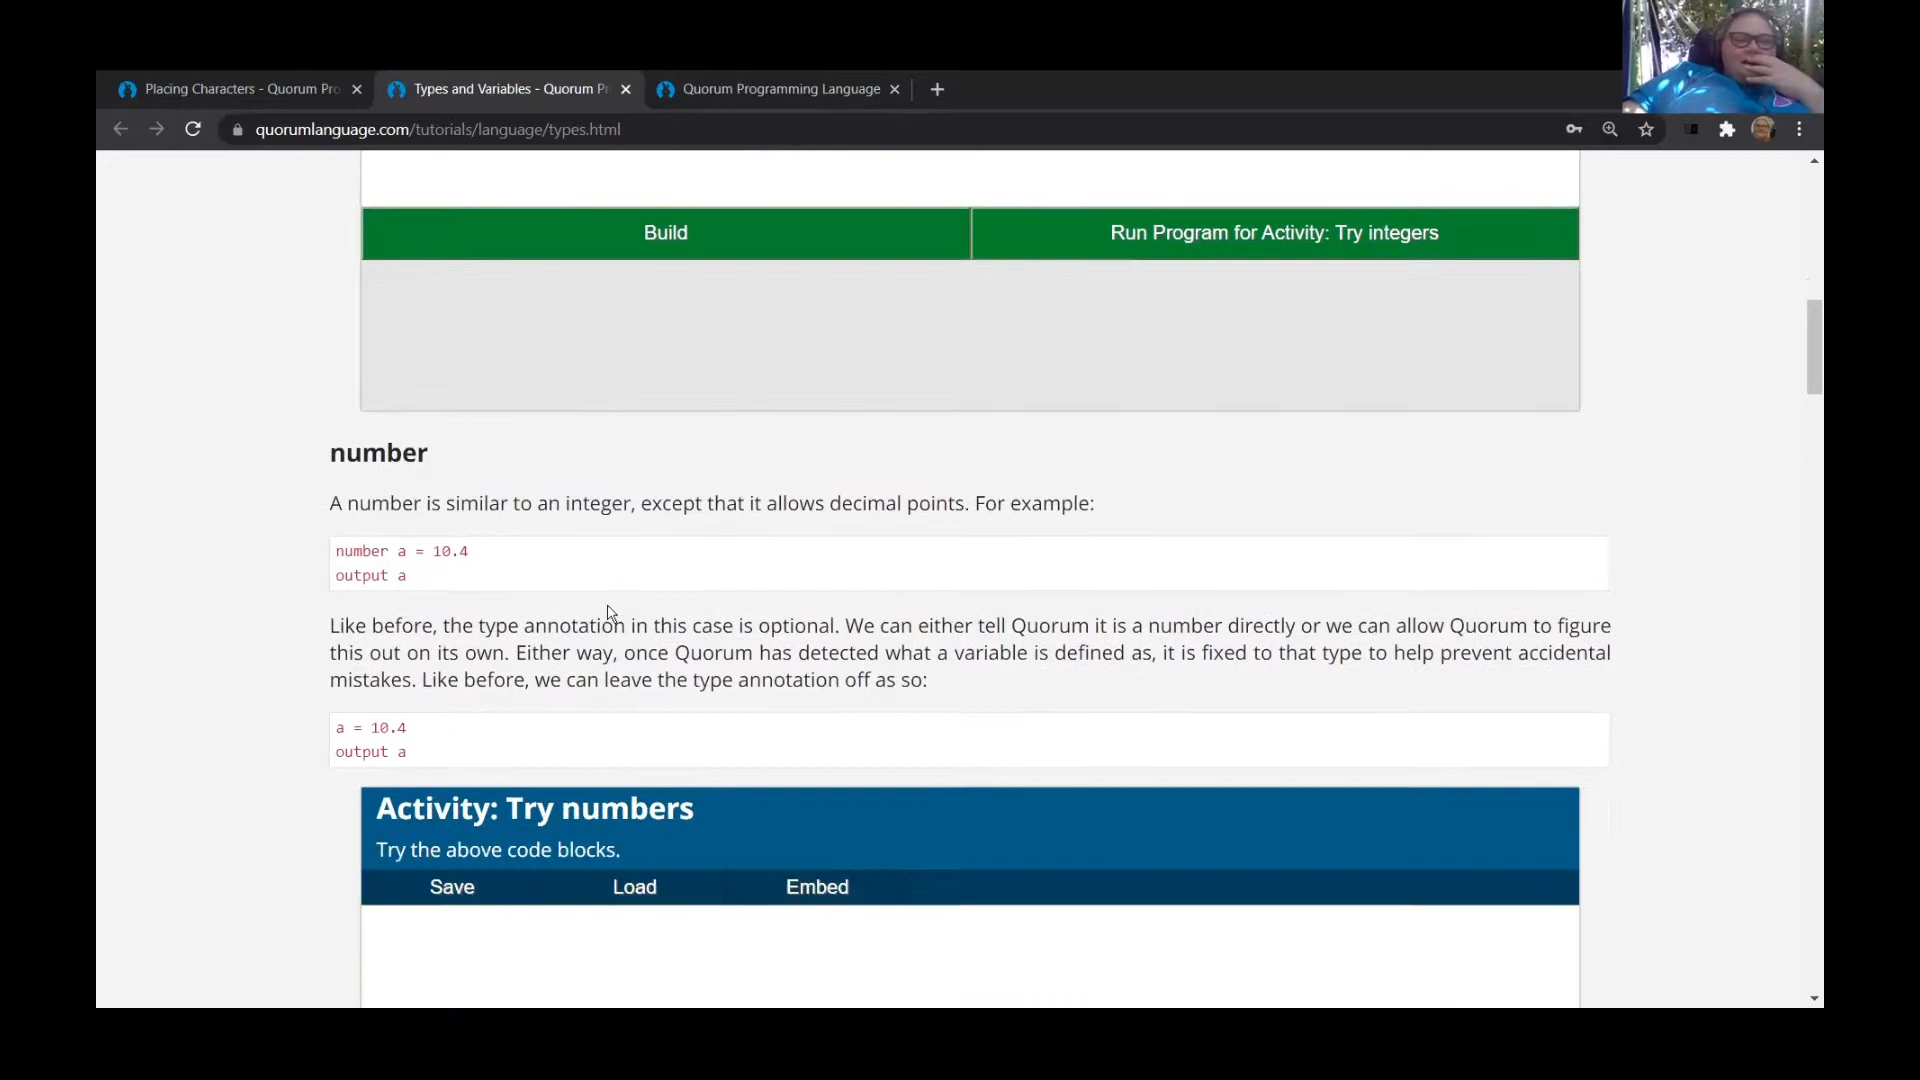 Placing Characters - Quorum Pro
Types and Variables - Quorum Pr
Quorum Programming Language
quorumlanguage.com/tutorials/language/types.html
Build
Run Program for Activity: Try integers
number
A number is similar to an integer, except that it allows decimal points. For example:
number a = 10.4
output a
Like before, the type annotation in this case is optional. We can either tell Quorum it is a number directly or we can allow Quorum to figure
this out on its own. Either way, once Quorum has detected what a variable is defined as, it is fixed to that type to help prevent accidental
mistakes. Like before, we can leave the type annotation off as so:
a = 10.4
output a
Activity: Try numbers
Try the above code blocks.
Save
Load
Embed